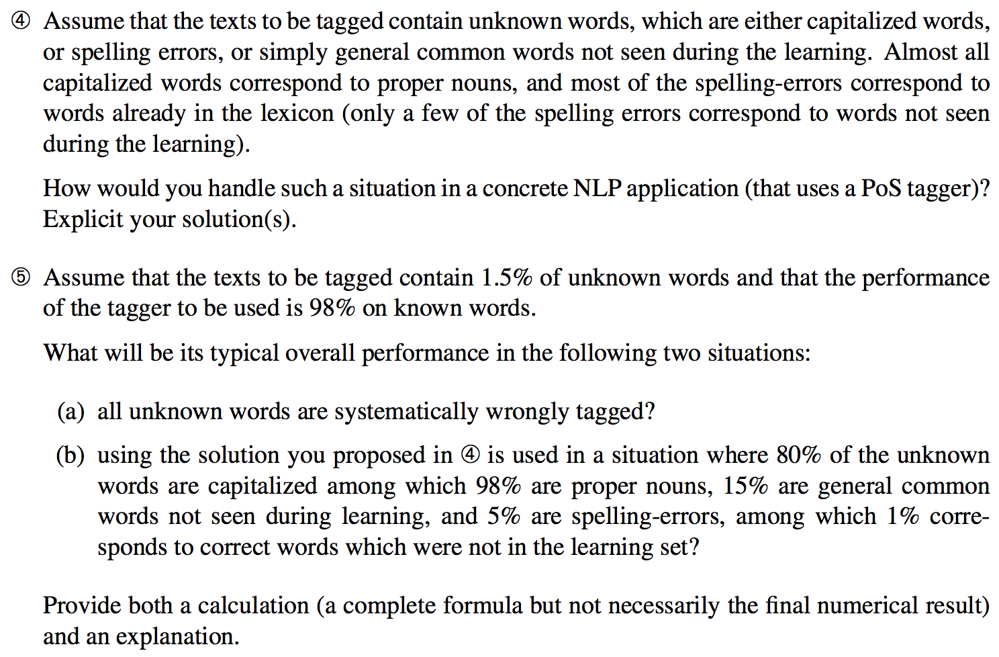 ④ Assume that the texts to be tagged contain unknown words, which are either capitalized words,
or spelling errors, or simply general common words not seen during the learning. Almost all
capitalized words correspond to proper nouns, and most of the spelling-errors correspond to
words already in the lexicon (only a few of the spelling errors correspond to words not seen
during the learning).
How would you handle such a situation in a concrete NLP application (that uses a PoS tagger)?
Explicit your solution(s).
⑤ Assume that the texts to be tagged contain 1.5% of unknown words and that the performance
of the tagger to be used is 98% on known words.
What will be its typical overall performance in the following two situations:
(a) all unknown words are systematically wrongly tagged?
(b) using the solution you proposed in ④ is used in a situation where 80% of the unknown
words are capitalized among which 98% are proper nouns, 15% are general common
words not seen during learning, and 5% are spelling-errors, among which 1% corre-
sponds to correct words which were not in the learning set?
Provide both a calculation (a complete formula but not necessarily the final numerical result)
and an explanation.